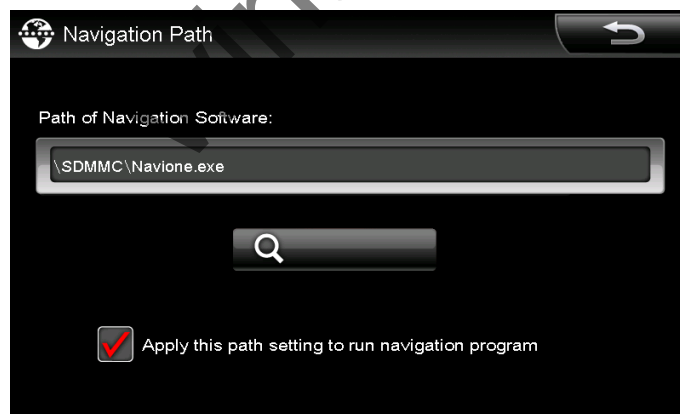 Navigation Path
Path of Navigation Software:
\SDMMC\Navione.exe
Apply this path setting to run navigation program